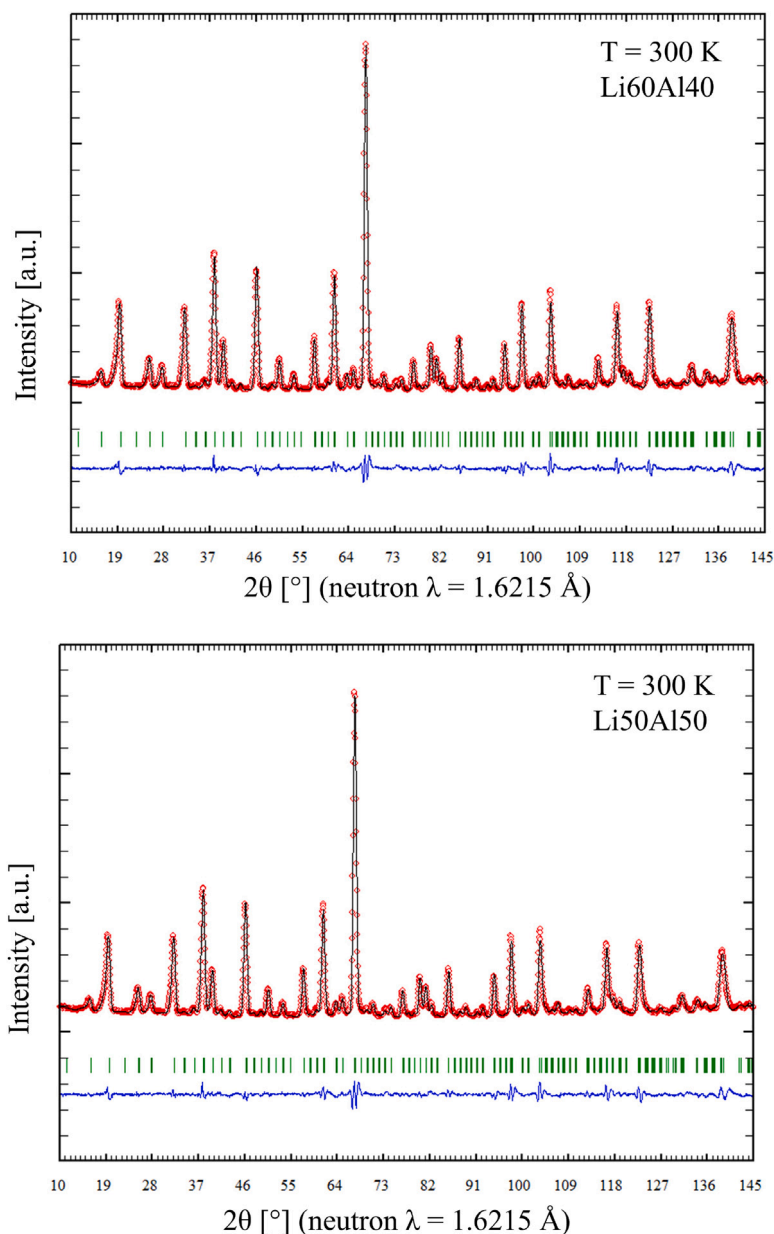 T = 300 K
Li60Al40
Intensity [a.u.]
10 19 28 37 46 55 64 73 82 91 100 109 118 127 136 145
2θ [°] (neutron λ = 1.6215 Å)
T = 300 K
Li50Al50
Intensity [a.u.]
10 19 28 37 46 55 64 73 82 91 100 109 118 127 136 145
2θ [°] (neutron λ = 1.6215 Å)